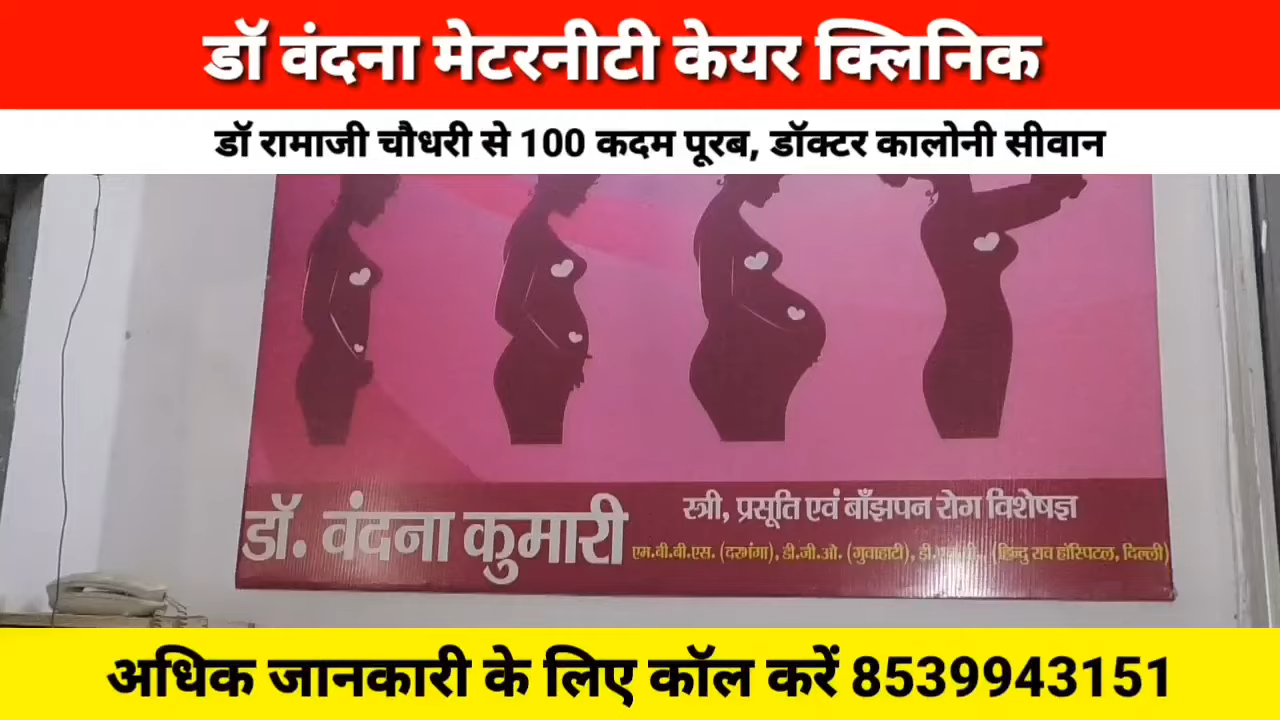 डॉ वंदना मेटरनीटी केयर क्लिनिक
डॉ रामाजी चौधरी से 100 कदम पूरब, डॉक्टर कालोनी सीवान
डॉ. वंदना कुमारी
स्त्री, प्रसूति एवं बाँझपन रोग विशेषज्ञ
एम.बी.बी.एस. (दरभंगा), डी.जी.ओ. (गुवाहाटी), (हिन्दु राव हॉस्पिटल, दिल्ली)
अधिक जानकारी के लिए कॉल करें 8539943151